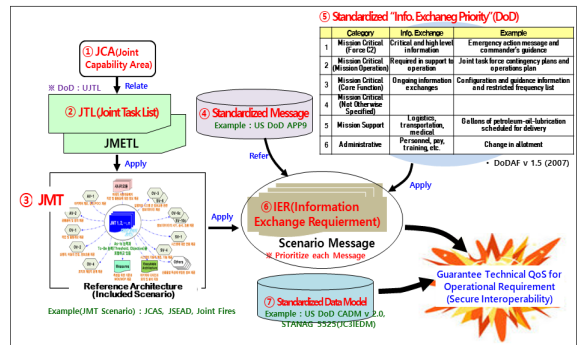 ⑤ Standardized "Info. Exchaneg Priority"(DoD)
Category Info. Exchange Example
1 Mission Critical (Force C2) Critical and high level information Emergency action message and commander's guidance
2 Mission Critical (Mission Operation) Required in support to operation Joint task force contingency plans and operations plan
3 Mission Critical (Core Function) Ongoing information exchanges Configuration and guidance information and restricted frequency list
4 Mission Critical (Not Otherwise Specified)
5 Mission Support Logistics, transportation, medical Gallons of petroleum-oil-lubrication scheduled for delivery
6 Administrative Personnel, pay, training, etc. Change in allotment
• DoDAF v 1.5 (2007)
① JCA(Joint
Capability Area)
※ DoD : UJTL
Relate
② JTL(Joint Task List)
JMETL
Apply
④ Standardized Message
Example : US DoD APP9
Refer
Apply
③ JMT
AV-1
OV-3
OV-1
OV-4
Reference Architecture
(Included Scenario)
Example(JMT Scenario) : JCAS, JSEAD, Joint Fires
Apply
⑥ IER(Information
Exchange Requierment)
Scenario Message
※ Prioritize each Message
⑦ Standardized Data Model
Example : US DoD CADM v 2.0,
STANAG 5525(JC3IEDM)
Guarantee Technical QoS for
Operational Requirement
(Secure Interoperability)